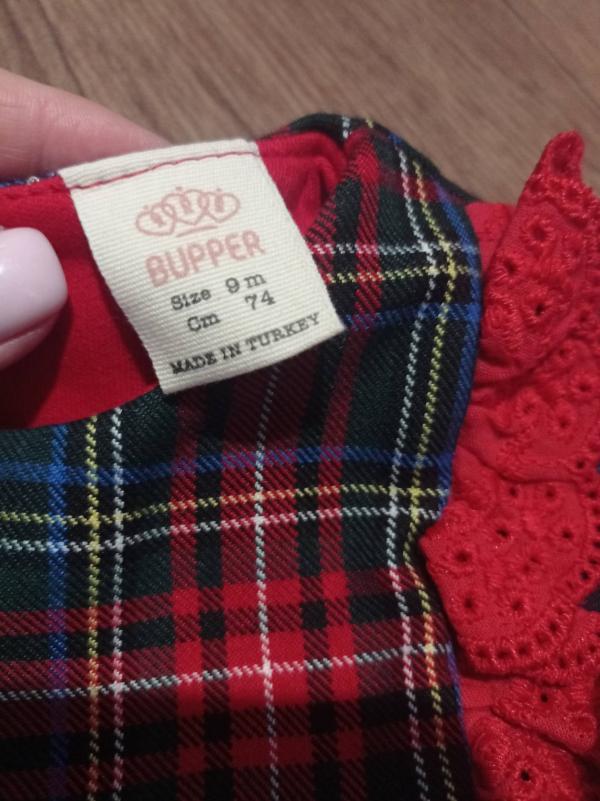 BUPPER
Size 9 m
Cm 74
MADE IN TURKEY